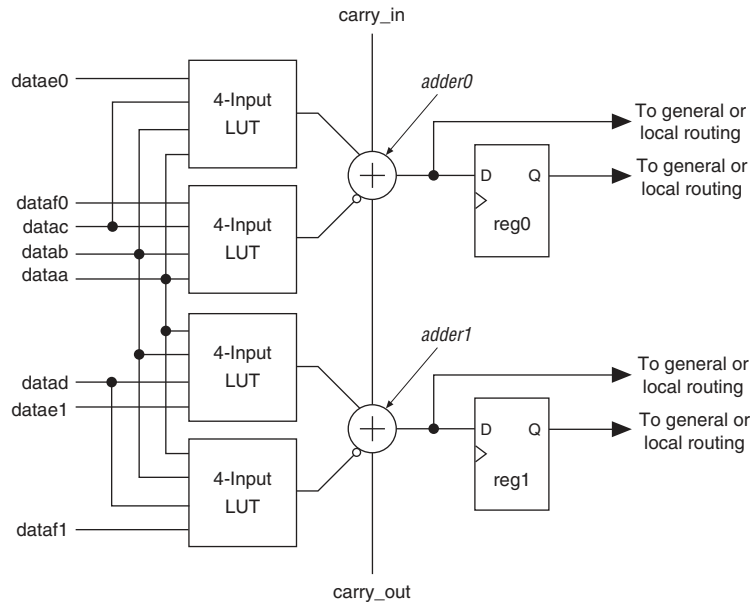 carry_in
adder0
datae0
4-Input
LUT
To general or
local routing
D Q
reg0
To general or
local routing
dataf0
datac
datab
dataa
4-Input
LUT
adder1
4-Input
LUT
datad
datae1
To general or
local routing
D Q
reg1
To general or
local routing
4-Input
LUT
dataf1
carry_out